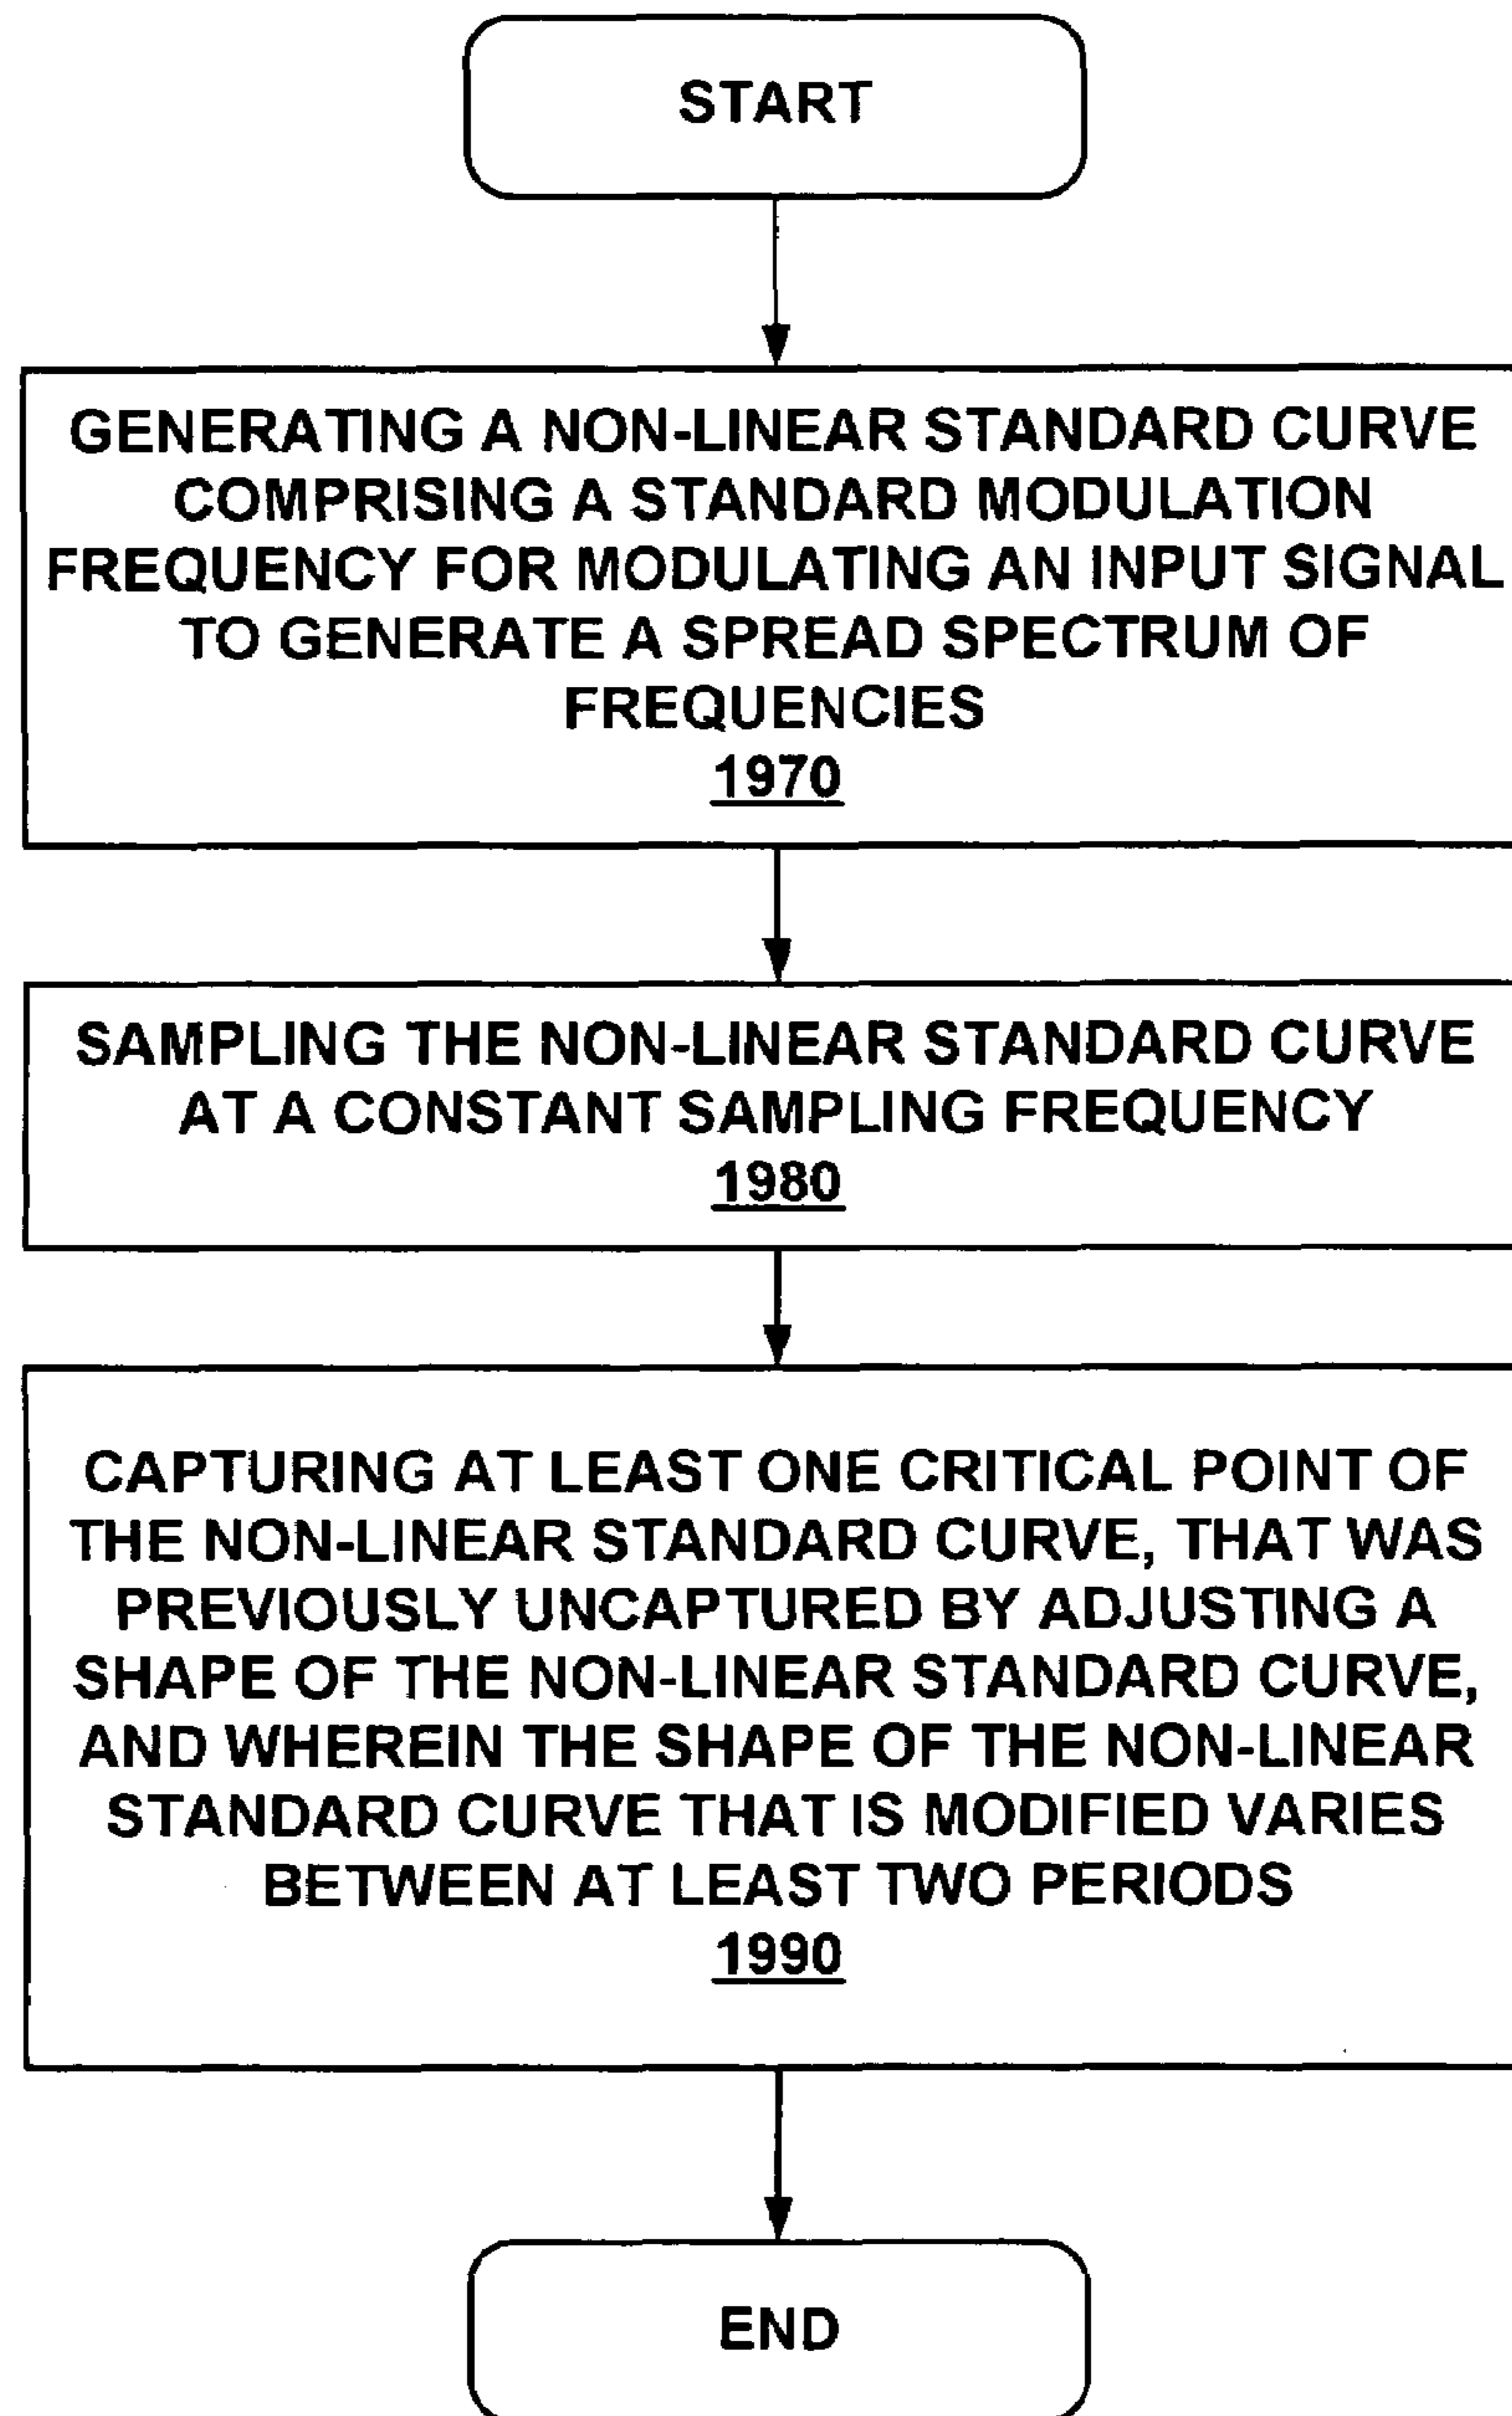 START
GENERATING A NON-LINEAR STANDARD CURVE
COMPRISING A STANDARD MODULATION
FREQUENCY FOR MODULATING AN INPUT SIGNAL
TO GENERATE A SPREAD SPECTRUM OF
FREQUENCIES
1970
SAMPLING THE NON-LINEAR STANDARD CURVE
AT A CONSTANT SAMPLING FREQUENCY
1980
CAPTURING AT LEAST ONE CRITICAL POINT OF
THE NON-LINEAR STANDARD CURVE, THAT WAS
PREVIOUSLY UNCAPTURED BY ADJUSTING A
SHAPE OF THE NON-LINEAR STANDARD CURVE,
AND WHEREIN THE SHAPE OF THE NON-LINEAR
STANDARD CURVE THAT IS MODIFIED VARIES
BETWEEN AT LEAST TWO PERIODS
1990
END